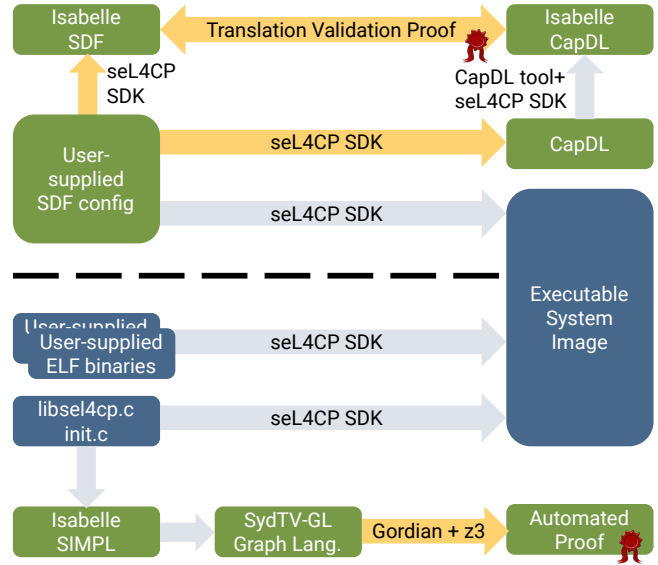 Isabelle
SDF
Translation Validation Proof
Isabelle
CapDL
seL4CP
SDK
CapDL tool+
seL4CP SDK
User-
supplied
SDF config
seL4CP SDK
CapDL
seL4CP SDK
Executable
System
Image
User-supplied
User-supplied
ELF binaries
seL4CP SDK
libsel4cp.c
init.c
seL4CP SDK
Isabelle
SIMPL
SydTV-GL
Graph Lang.
Gordian + z3
Automated
Proof